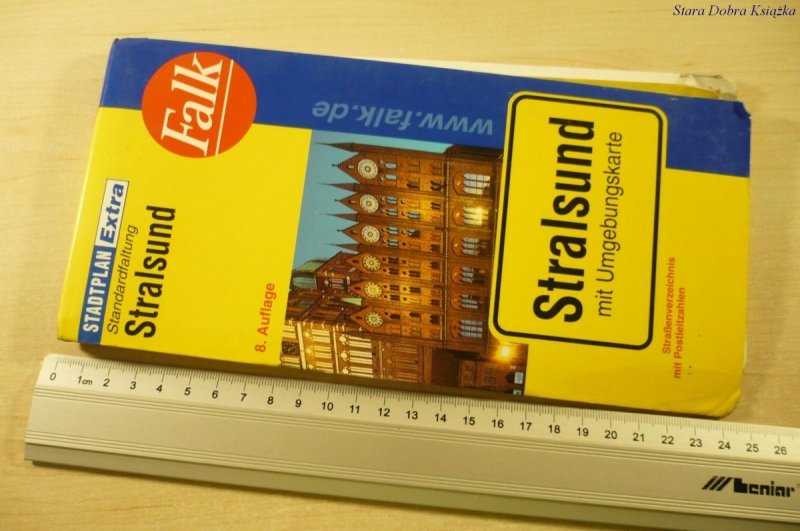 Stara Dobra Książka
Falk
www.falk.de
STADTPLAN Extra
Standardfaltung
Stralsund
8. Auflage
Stralsund
mit Umgebungskarte
Straßenverzeichnis
mit Postleitzahlen
0 1cm 2 3 4 5 6 7 8 9 10 11 12 13 14 15 16 17 18 19 20 21 22 23 24 25 26
Leniar